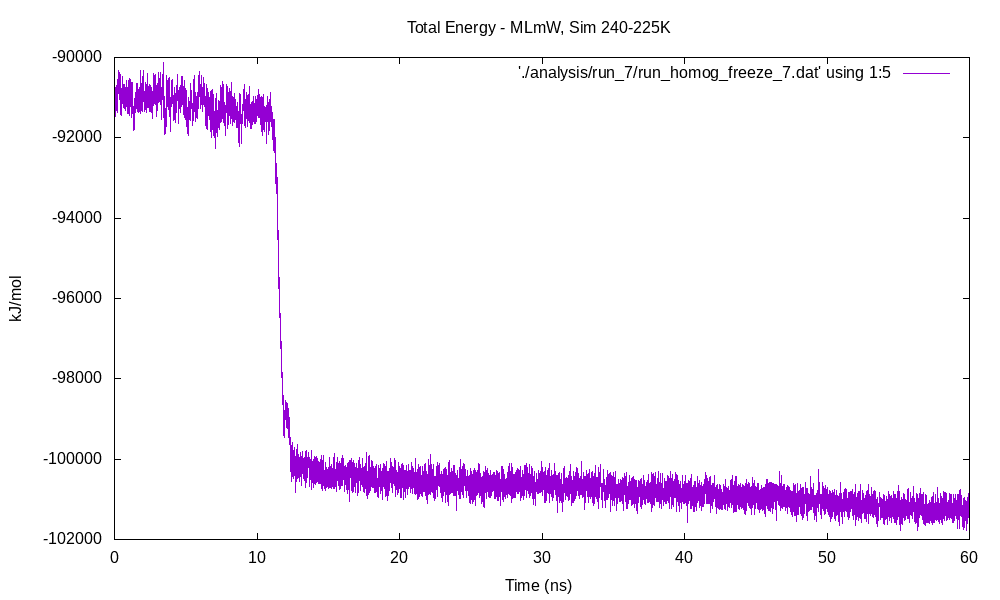 Total Energy - MLmW, Sim 240-225K
'./analysis/run_7/run_homog_freeze_7.dat' using 1:5
-90000
-92000
-94000
-96000
-98000
-100000
-102000
kJ/mol
0 10 20 30 40 50 60
Time (ns)